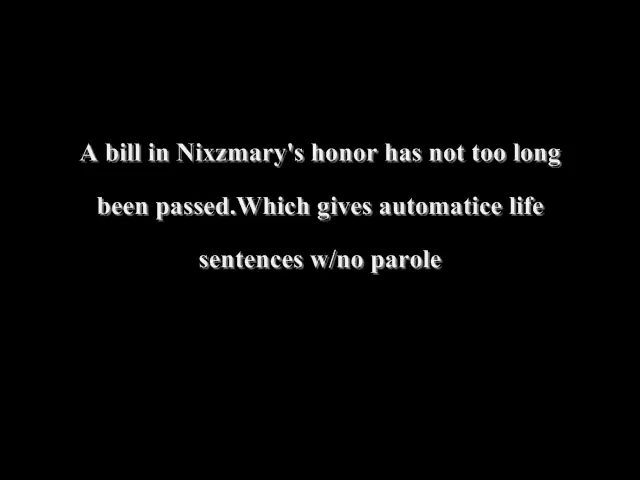 A bill in Nixzmary's honor has not too long
been passed.Which gives automatice life
sentences w/no parole